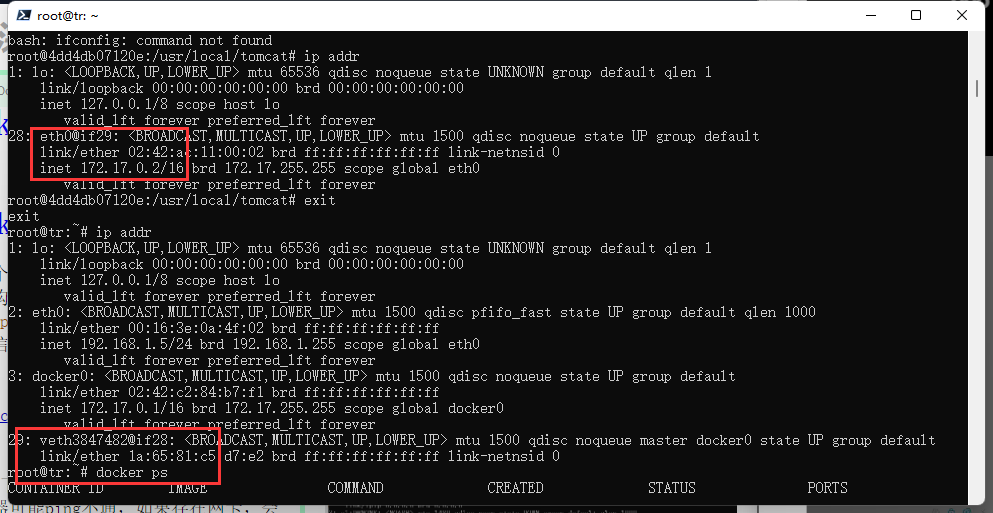 root@tr: ~
bash: ifconfig: command not found
root@4dd4db07120e:/usr/local/tomcat# ip addr
1: lo: <LOOPBACK,UP,LOWER_UP> mtu 65536 qdisc noqueue state UNKNOWN group default qlen 1
link/loopback 00:00:00:00:00:00 brd 00:00:00:00:00:00
inet 127.0.0.1/8 scope host lo
valid_lft forever preferred_lft forever
28: eth0@if29: <BROADCAST,MULTICAST,UP,LOWER_UP> mtu 1500 qdisc noqueue state UP group default
link/ether 02:42:ac:11:00:02 brd ff:ff:ff:ff:ff:ff link-netnsid 0
inet 172.17.0.2/16 brd 172.17.255.255 scope global eth0
valid_lft forever preferred_lft forever
root@4dd4db07120e:/usr/local/tomcat# exit
exit
root@tr:~# ip addr
1: lo: <LOOPBACK,UP,LOWER_UP> mtu 65536 qdisc noqueue state UNKNOWN group default qlen 1
link/loopback 00:00:00:00:00:00 brd 00:00:00:00:00:00
inet 127.0.0.1/8 scope host lo
valid_lft forever preferred_lft forever
2: eth0: <BROADCAST,MULTICAST,UP,LOWER_UP> mtu 1500 qdisc pfifo_fast state UP group default qlen 1000
link/ether 00:16:3e:0a:4f:02 brd ff:ff:ff:ff:ff:ff
inet 192.168.1.5/24 brd 192.168.1.255 scope global eth0
valid_lft forever preferred_lft forever
3: docker0: <BROADCAST,MULTICAST,UP,LOWER_UP> mtu 1500 qdisc noqueue state UP group default
link/ether 02:42:c2:84:b7:f1 brd ff:ff:ff:ff:ff:ff
inet 172.17.0.1/16 brd 172.17.255.255 scope global docker0
valid_lft forever preferred_lft forever
29: veth3847482@if28: <BROADCAST,MULTICAST,UP,LOWER_UP> mtu 1500 qdisc noqueue master docker0 state UP group default
link/ether 1a:65:81:c5:d7:e2 brd ff:ff:ff:ff:ff:ff link-netnsid 0
root@tr:~# docker ps
CONTAINER ID IMAGE COMMAND CREATED STATUS PORTS